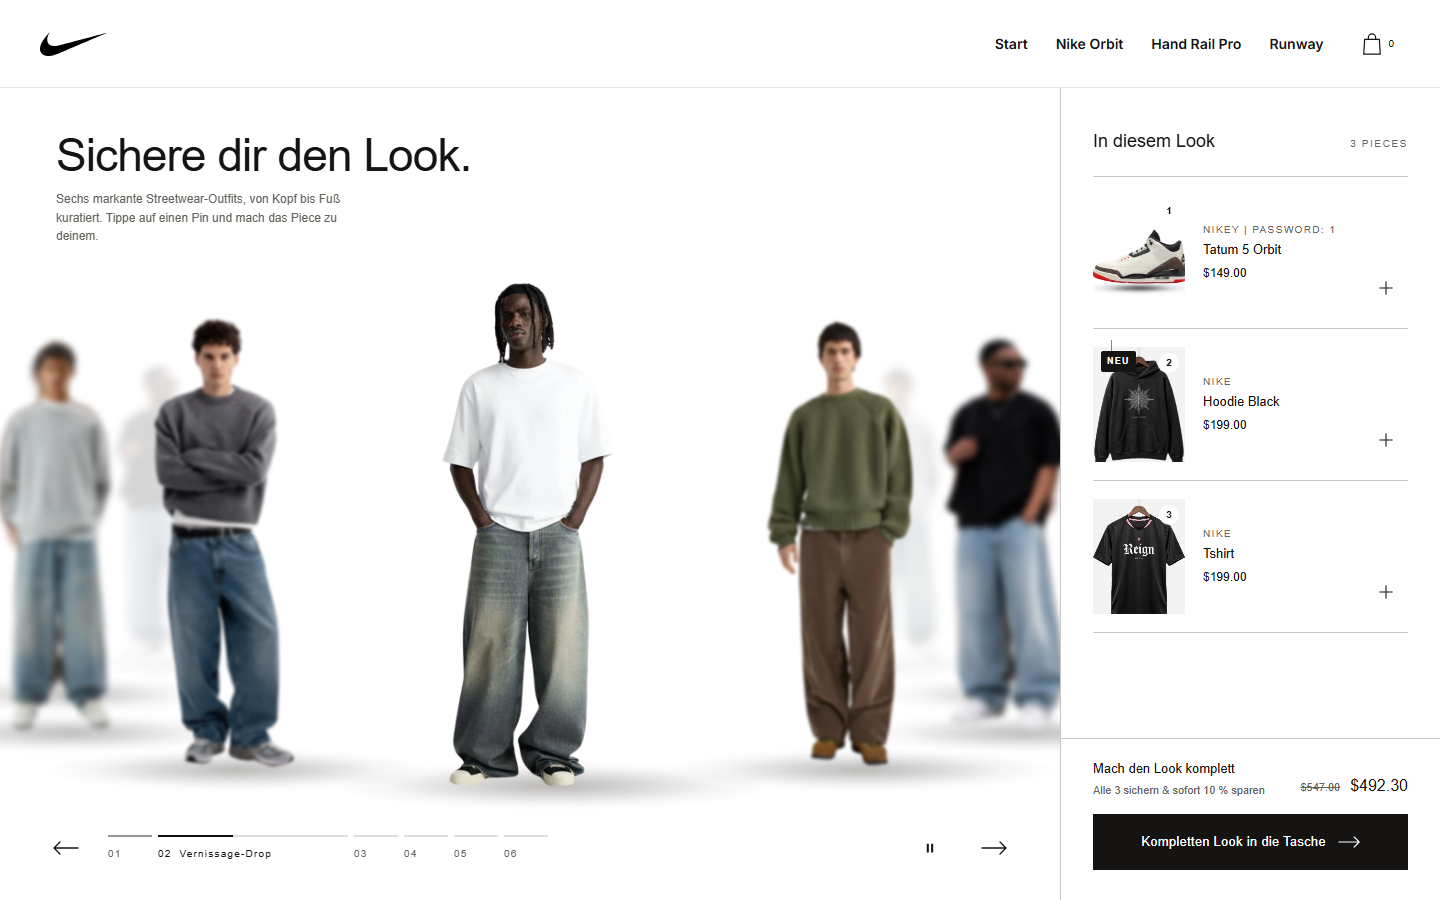 Start
Nike Orbit
Hand Rail Pro
Runway
0
Sichere dir den Look.
Sechs markante Streetwear-Outfits, von Kopf bis Fuß
kuratiert. Tippe auf einen Pin und mach das Piece zu
deinem.
01
02 Vernissage-Drop
03
04
05
06
In diesem Look
3 PIECES
1
NIKEY | PASSWORD: 1
Tatum 5 Orbit
$149.00
NEU
2
NIKE
Hoodie Black
$199.00
3
Reign
NIKE
Tshirt
$199.00
Mach den Look komplett
Alle 3 sichern & sofort 10 % sparen
$547.00 $492.30
Kompletten Look in die Tasche